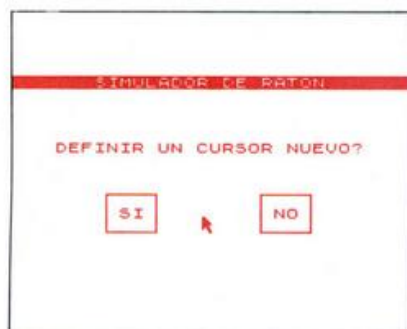 SIMULADOR DE RATON
DEFINIR UN CURSOR NUEVO?
SI NO